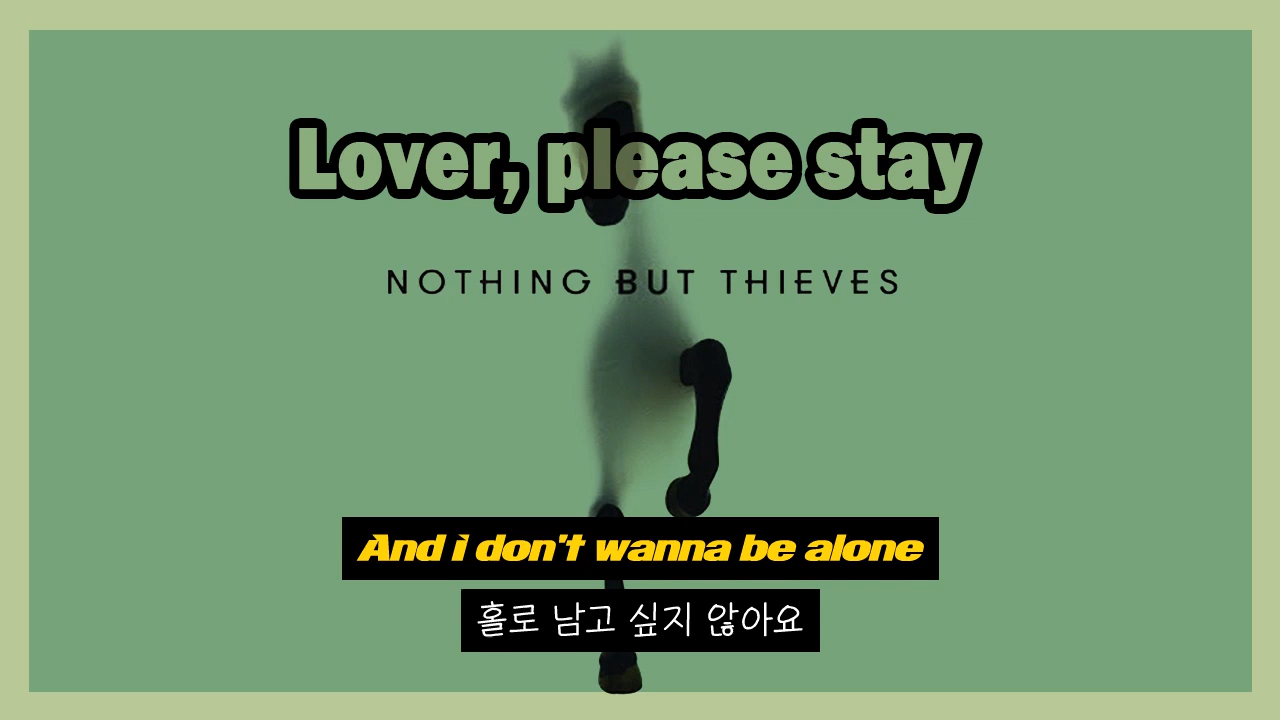 Lover, please stay
NOTHING BUT THIEVES
And i don't wanna be alone
홀로 남고 싶지 않아요